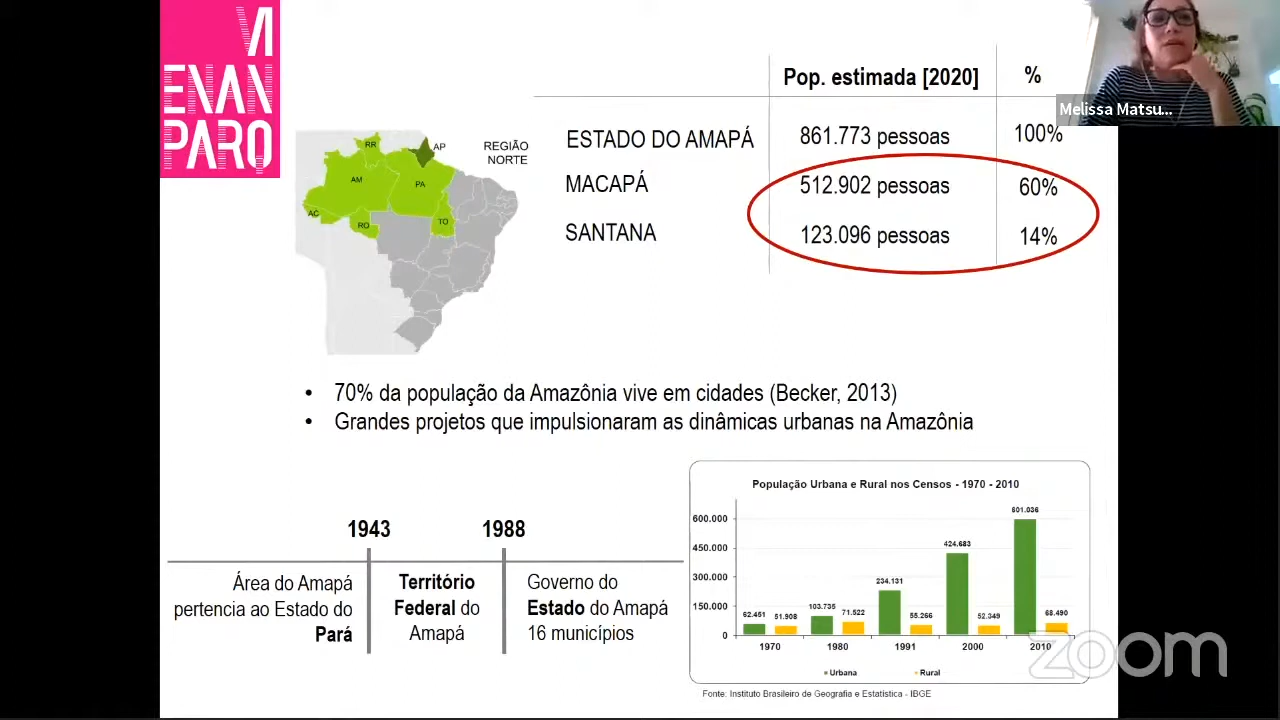 VI
ENAN
PARQ
Pop. estimada [2020]
%
ESTADO DO AMAPÁ
861.773 pessoas
100%
MACAPÁ
512.902 pessoas
60%
SANTANA
123.096 pessoas
14%
Melissa Matsu...
REGIÃO
NORTE
RR
AP
AM
PA
AC
RO
TO
• 70% da população da Amazônia vive em cidades (Becker, 2013)
• Grandes projetos que impulsionaram as dinâmicas urbanas na Amazônia
1943
1988
Área do Amapá
pertencia ao Estado do
Pará
Território
Federal do
Amapá
Governo do
Estado do Amapá
16 municípios
População Urbana e Rural nos Censos - 1970 - 2010
600.000
450.000
300.000
150.000
0
62.451
51.908
103.735
71.522
234.131
55.266
424.683
52.349
601.036
68.490
1970
1980
1991
2000
2010
Urbana
Rural
Fonte: Instituto Brasileiro de Geografia e Estatística - IBGE
zoom